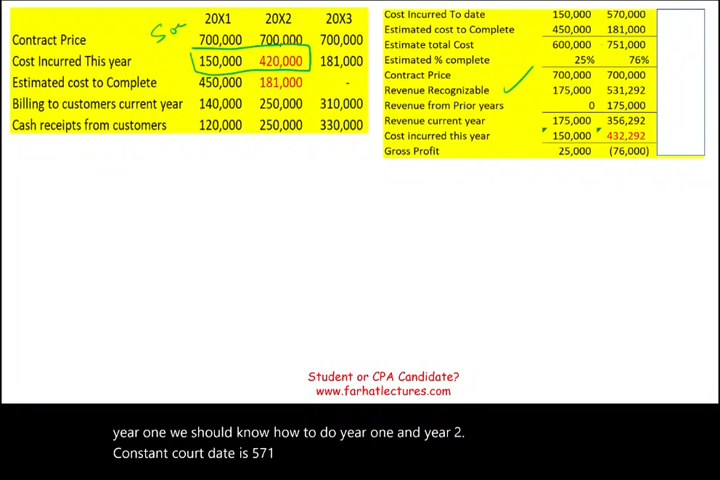 20X1 20X2 20X3
Contract Price 700,000 700,000 700,000
Cost Incurred This year 150,000 420,000 181,000
Estimated cost to Complete 450,000 181,000 -
Billing to customers current year 140,000 250,000 310,000
Cash receipts from customers 120,000 250,000 330,000
Cost Incurred To date 150,000 570,000
Estimated cost to Complete 450,000 181,000
Estimate total Cost 600,000 751,000
Estimated % complete 25% 76%
Contract Price 700,000 700,000
Revenue Recognizable 175,000 531,292
Revenue from Prior years 0 175,000
Revenue current year 175,000 356,292
Cost incurred this year 150,000 432,292
Gross Profit 25,000 (76,000)
Student or CPA Candidate?
www.farhatlectures.com
year one we should know how to do year one and year 2.
Constant court date is 571